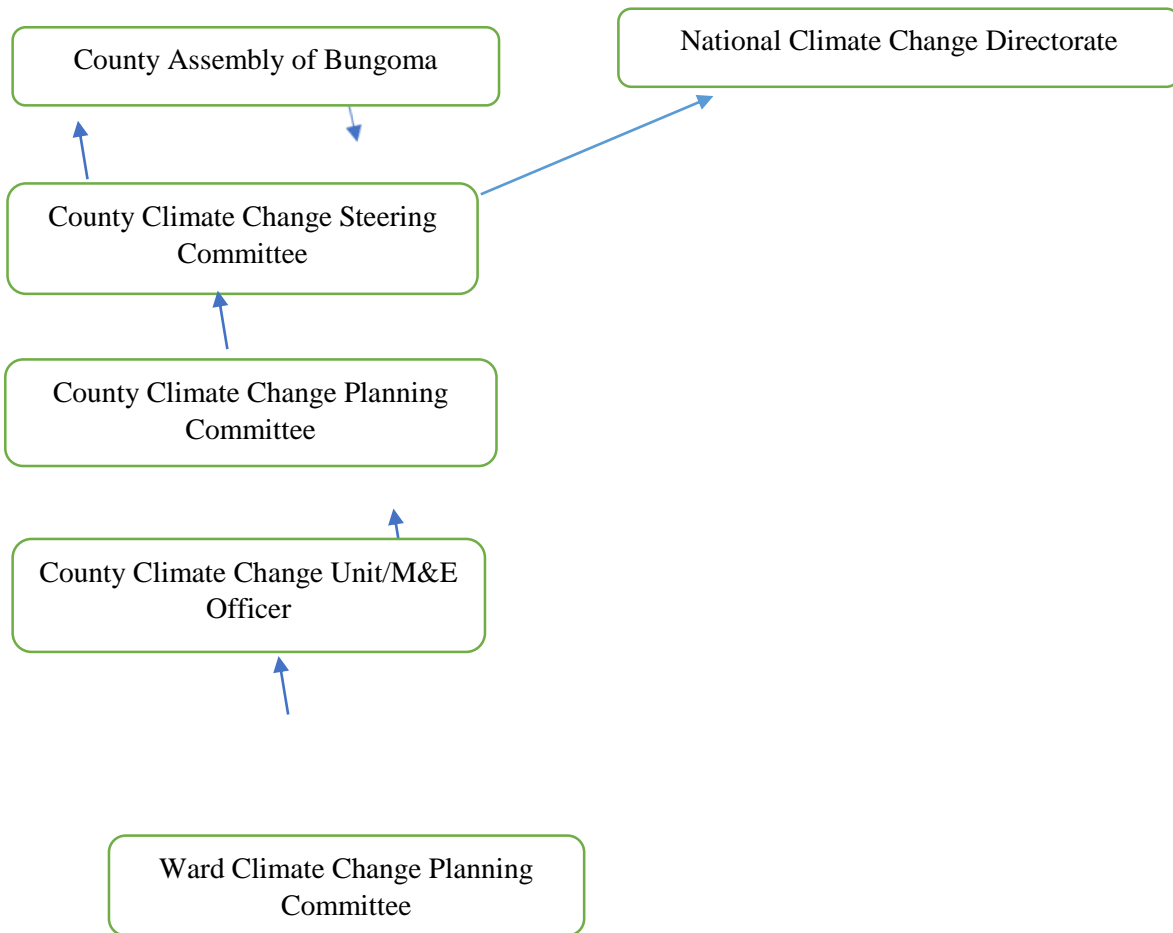 County Assembly of Bungoma
National Climate Change Directorate
County Climate Change Steering
Committee
County Climate Change Planning
Committee
County Climate Change Unit/M&E
Officer
Ward Climate Change Planning
Committee